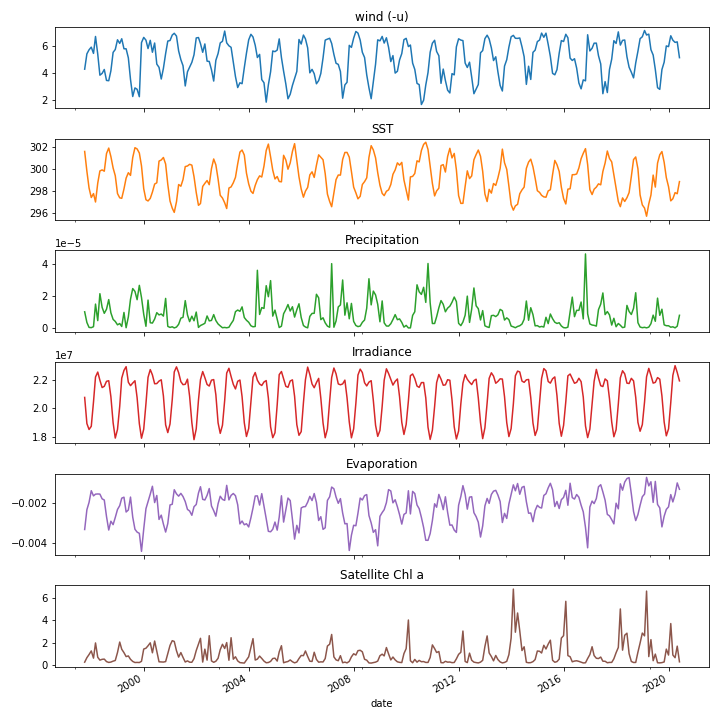 wind (-u)
6
4
2
SST
302
300
298
296
1e−5
Precipitation
4
2
0
1e7
Irradiance
2.2
2.0
1.8
Evaporation
−0.002
−0.004
Satellite Chl a
6
4
2
0
2000
2004
2008
2012
2016
2020
date